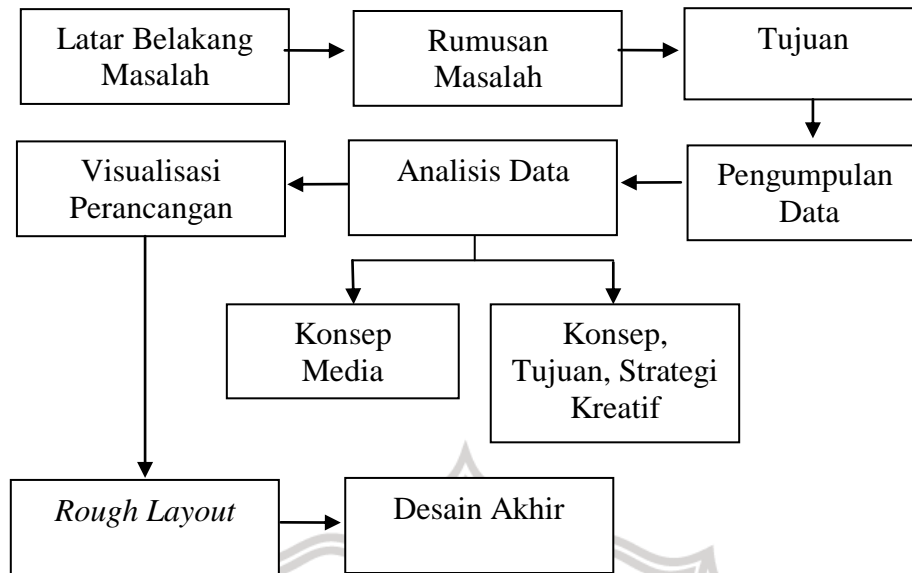 Latar Belakang
Masalah
Rumusan
Masalah
Tujuan
Visualisasi
Perancangan
Analisis Data
Pengumpulan
Data
Konsep
Media
Konsep,
Tujuan, Strategi
Kreatif
Rough Layout
Desain Akhir